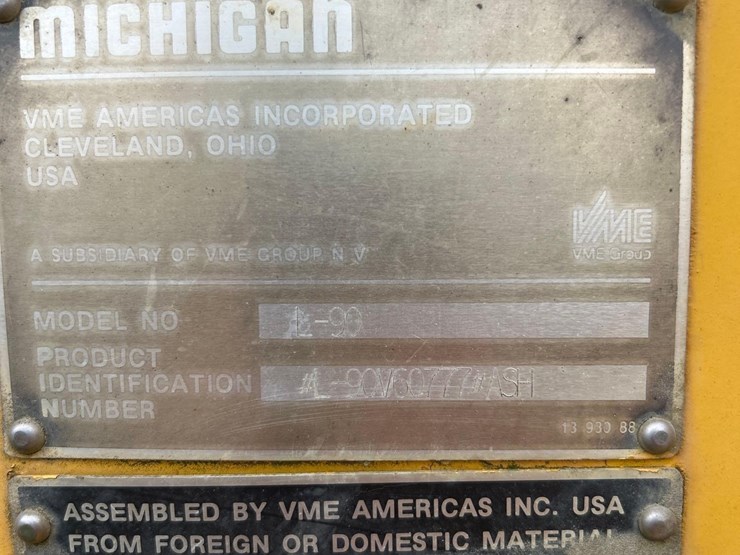 MICHIGAN
VME AMERICAS INCORPORATED
CLEVELAND, OHIO
USA
VME
VME Group
A SUBSIDIARY OF VME GROUP N V
MODEL NO L-90
PRODUCT
IDENTIFICATION
NUMBER
13 930 88
ASSEMBLED BY VME AMERICAS INC. USA
FROM FOREIGN OR DOMESTIC MATERIAL